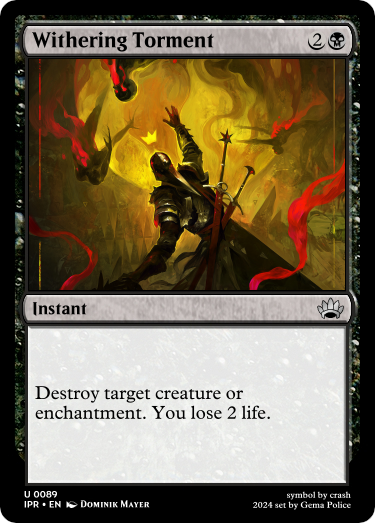 Withering Torment 2
Instant
Destroy target creature or
enchantment. You lose 2 life.
U 0089
IPR • EN DOMINIK MAYER
symbol by crash
2024 set by Gema Police